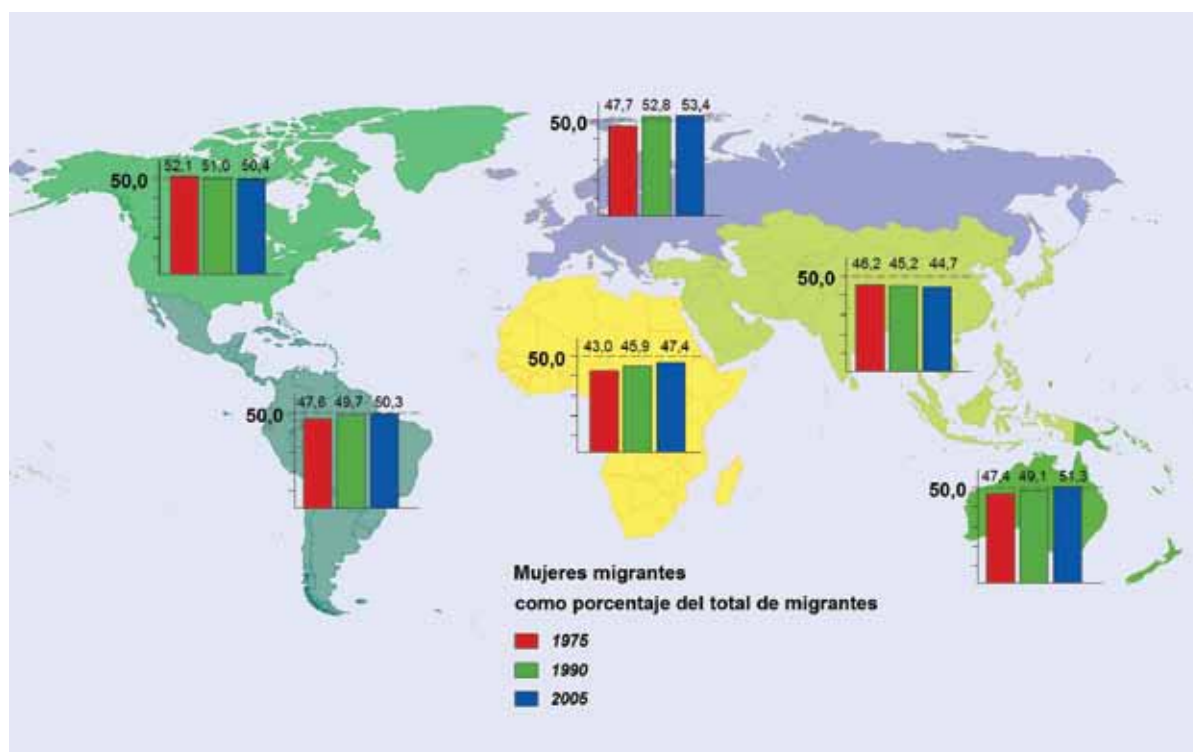 47,7 52,8 53,4
50,0
52,1 51,0 50,4
50,0
46,2 45,2 44,7
50,0
43,0 45,9 47,4
50,0
47,6 49,7 50,3
50,0
47,4 49,1 51,3
50,0
Mujeres migrantes
como porcentaje del total de migrantes
1975
1990
2005